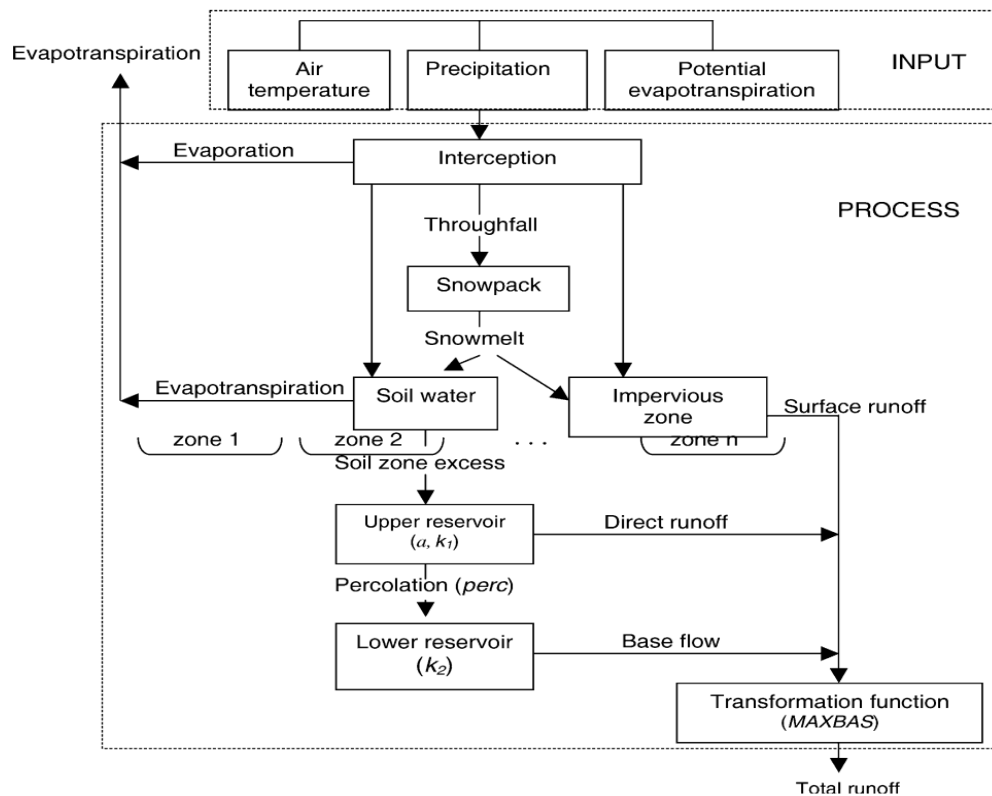 Evapotranspiration
Air
temperature
Precipitation
Potential
evapotranspiration
INPUT
Evaporation
Interception
PROCESS
Throughfall
Snowpack
Snowmelt
Evapotranspiration
Soil water
Impervious
zone
Surface runoff
zone 1
zone 2
. . .
zone n
Soil zone excess
Upper reservoir
(a, k1)
Direct runoff
Percolation (perc)
Lower reservoir
(k2)
Base flow
Transformation function
(MAXBAS)
Total runoff